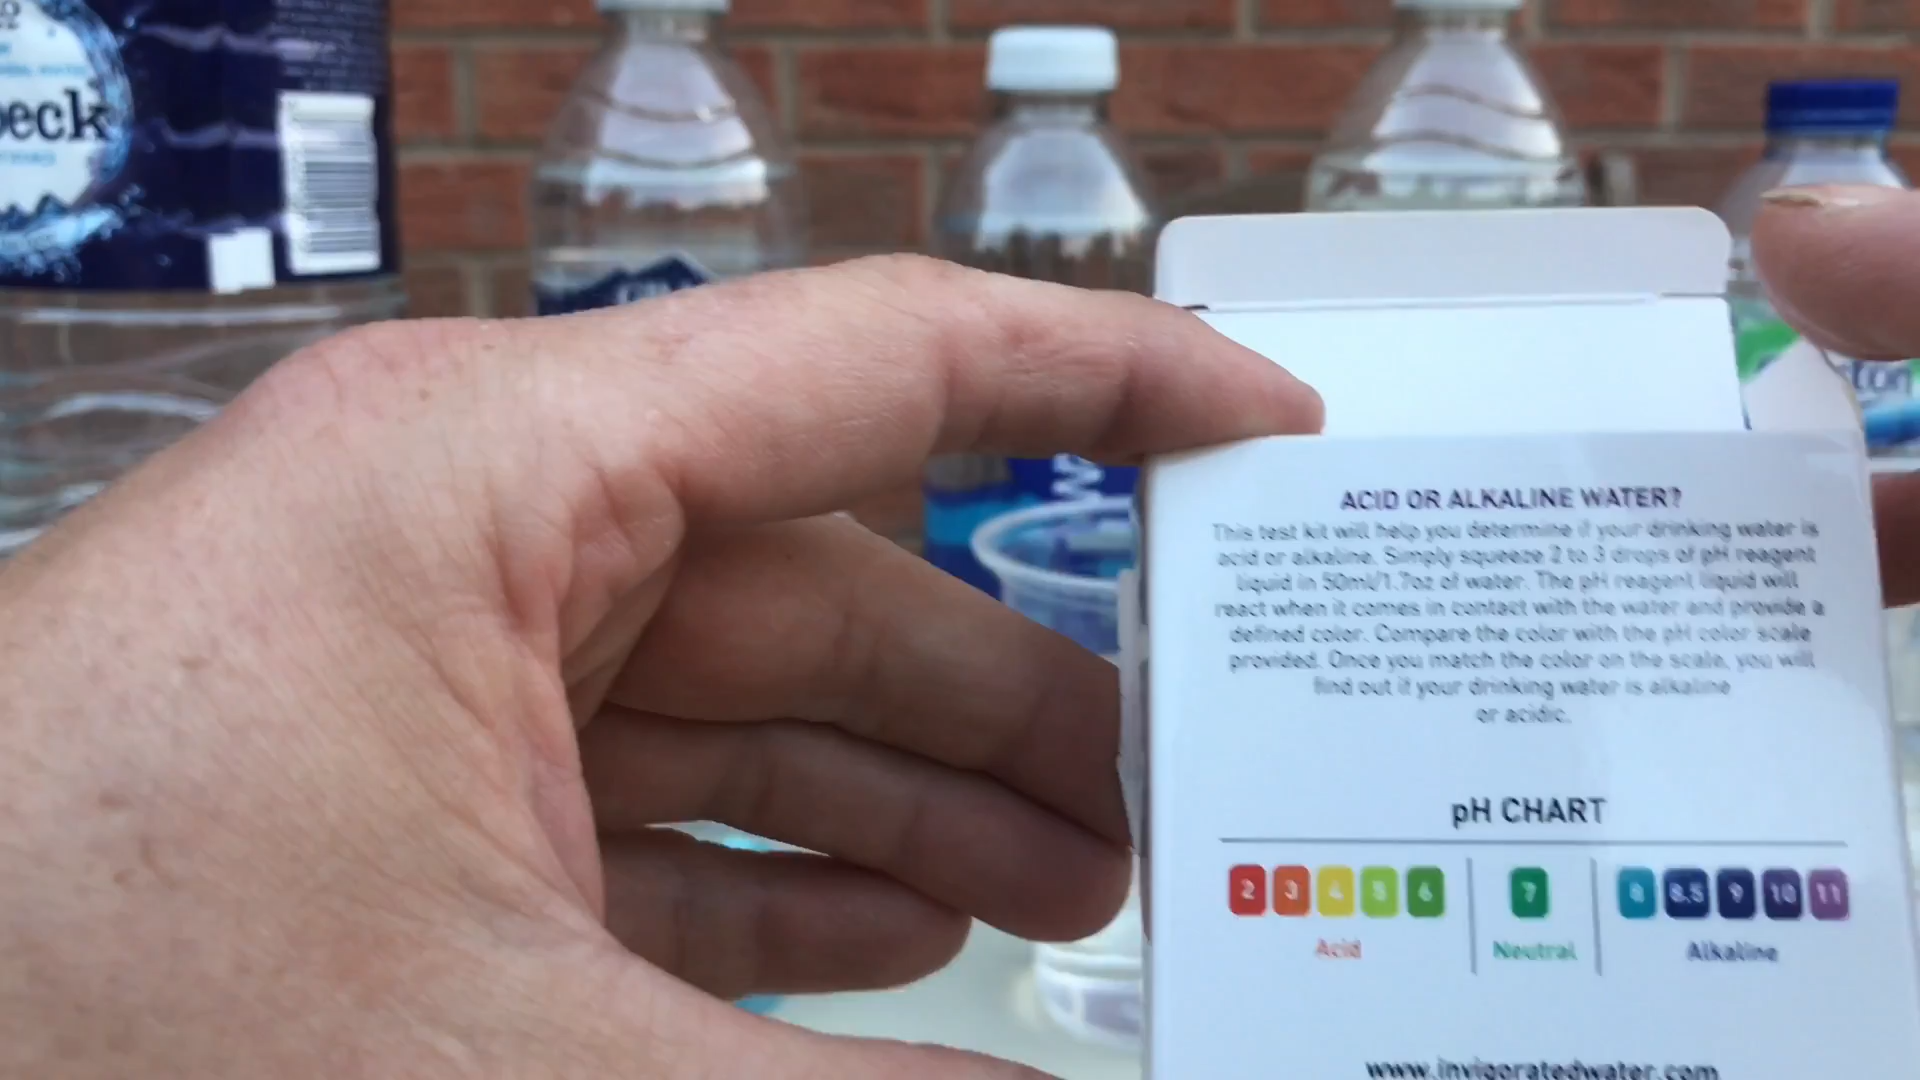 eck
ton
ACID OR ALKALINE WATER?
This test kit will help you determine if your drinking water is
acid or alkaline. Simply squeeze 2 to 3 drops of pH reagent
liquid in 50ml/1.7oz of water. The pH reagent liquid will
react when it comes in contact with the water and provide a
defined color. Compare the color with the pH color scale
provided. Once you match the color on the scale, you will
find out if your drinking water is alkaline
or acidic.
pH CHART
2 3 4 5 6 7 8 8.5 9 10 11
Acid Neutral Alkaline
www.invigoratedwater.com